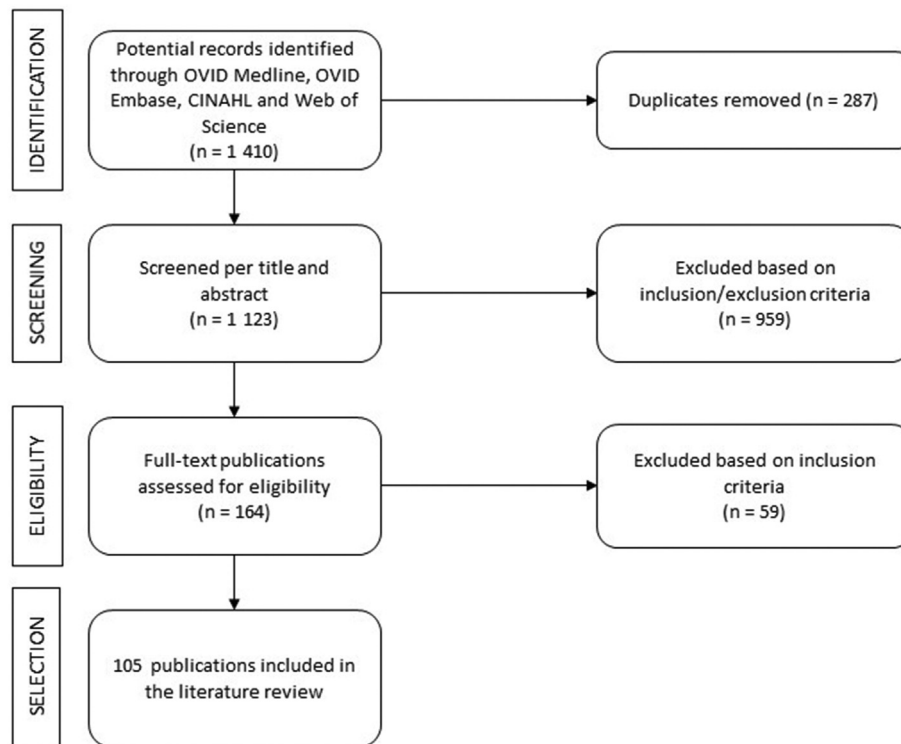 IDENTIFICATION
Potential records identified
through OVID Medline, OVID
Embase, CINAHL and Web of
Science
(n = 1 410)
Duplicates removed (n = 287)
SCREENING
Screened per title and
abstract
(n = 1 123)
Excluded based on
inclusion/exclusion criteria
(n = 959)
ELIGIBILITY
Full-text publications
assessed for eligibility
(n = 164)
Excluded based on inclusion
criteria
(n = 59)
SELECTION
105 publications included in
the literature review